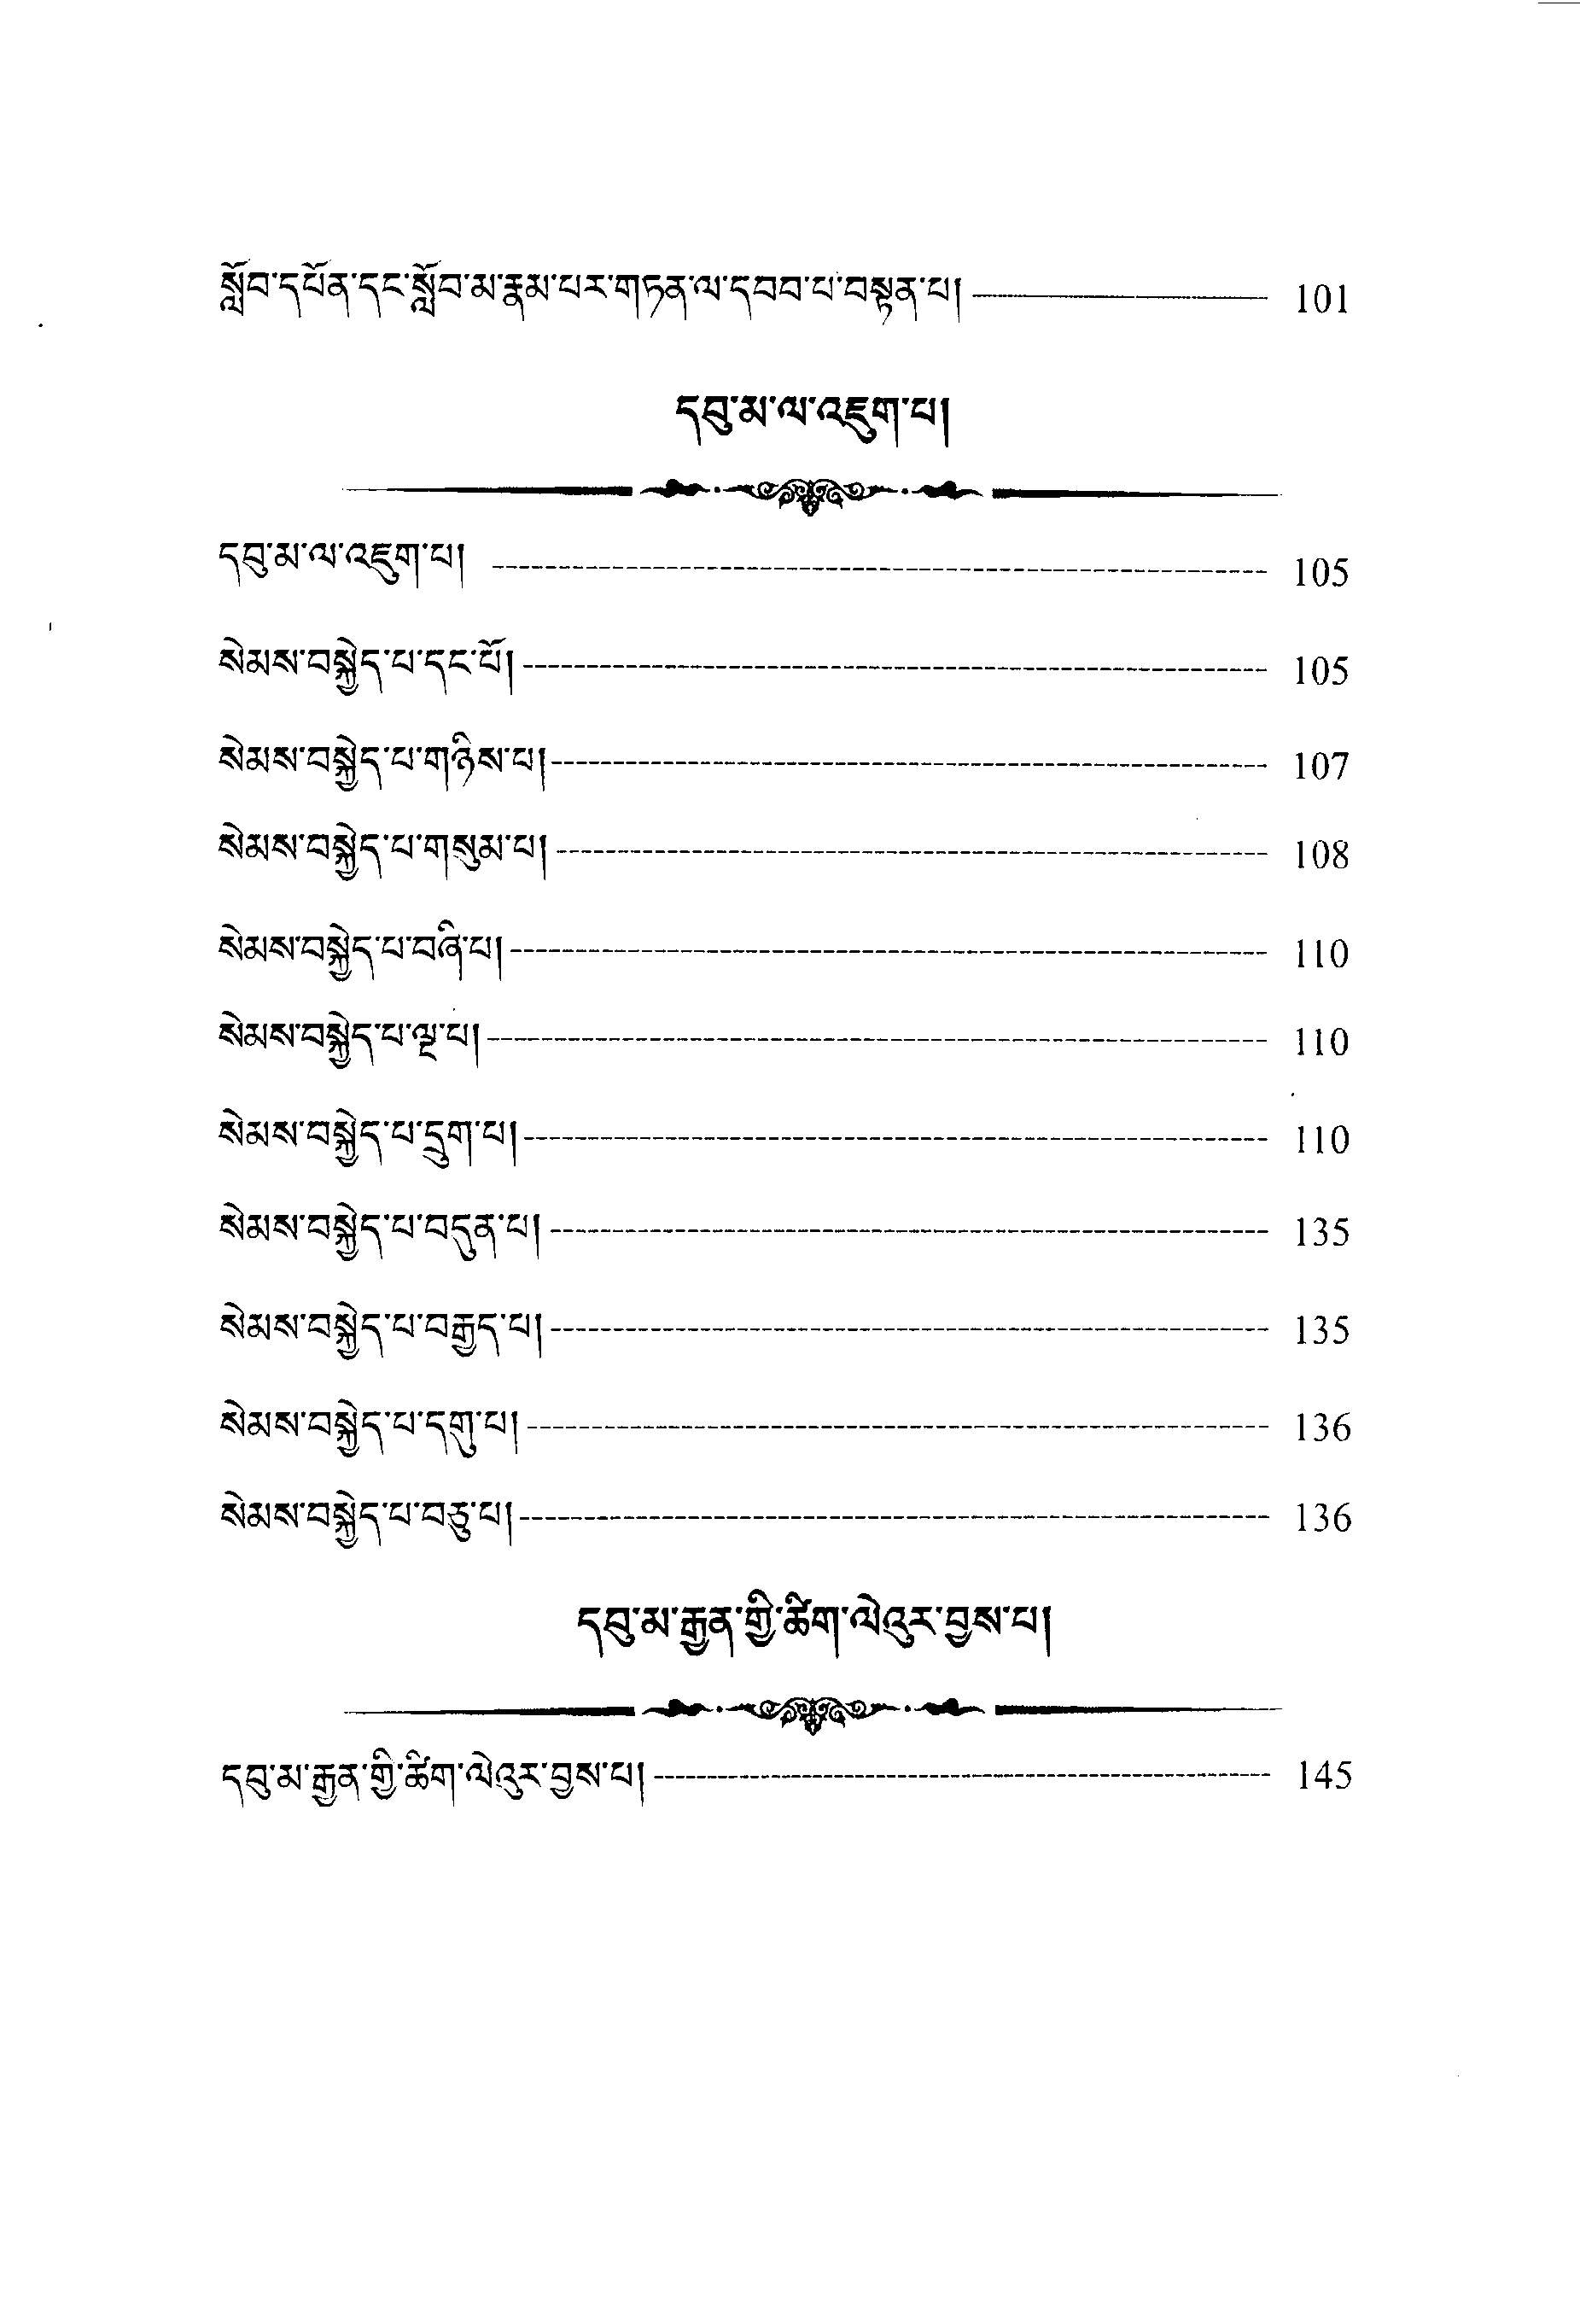 སློབ་དཔོན་དང་སློབ་མ་རྣམ་པར་གཏན་ལ་དབབ་པ་བསྟན་པ། 101
དབུ་མ་ལ་འཇུག་པ།
དབུ་མ་ལ་འཇུག་པ། 105
སེམས་བསྐྱེད་པ་དང་པོ། 105
སེམས་བསྐྱེད་པ་གཉིས་པ། 107
སེམས་བསྐྱེད་པ་གསུམ་པ། 108
སེམས་བསྐྱེད་པ་བཞི་པ། 110
སེམས་བསྐྱེད་པ་ལྔ་པ། 110
སེམས་བསྐྱེད་པ་དྲུག་པ། 110
སེམས་བསྐྱེད་པ་བདུན་པ། 135
སེམས་བསྐྱེད་པ་བརྒྱད་པ། 135
སེམས་བསྐྱེད་པ་དགུ་པ། 136
སེམས་བསྐྱེད་པ་བཅུ་པ། 136
དབུ་མ་རྒྱན་གྱི་ཚིག་ལེའུར་བྱས་པ།
དབུ་མ་རྒྱན་གྱི་ཚིག་ལེའུར་བྱས་པ། 145